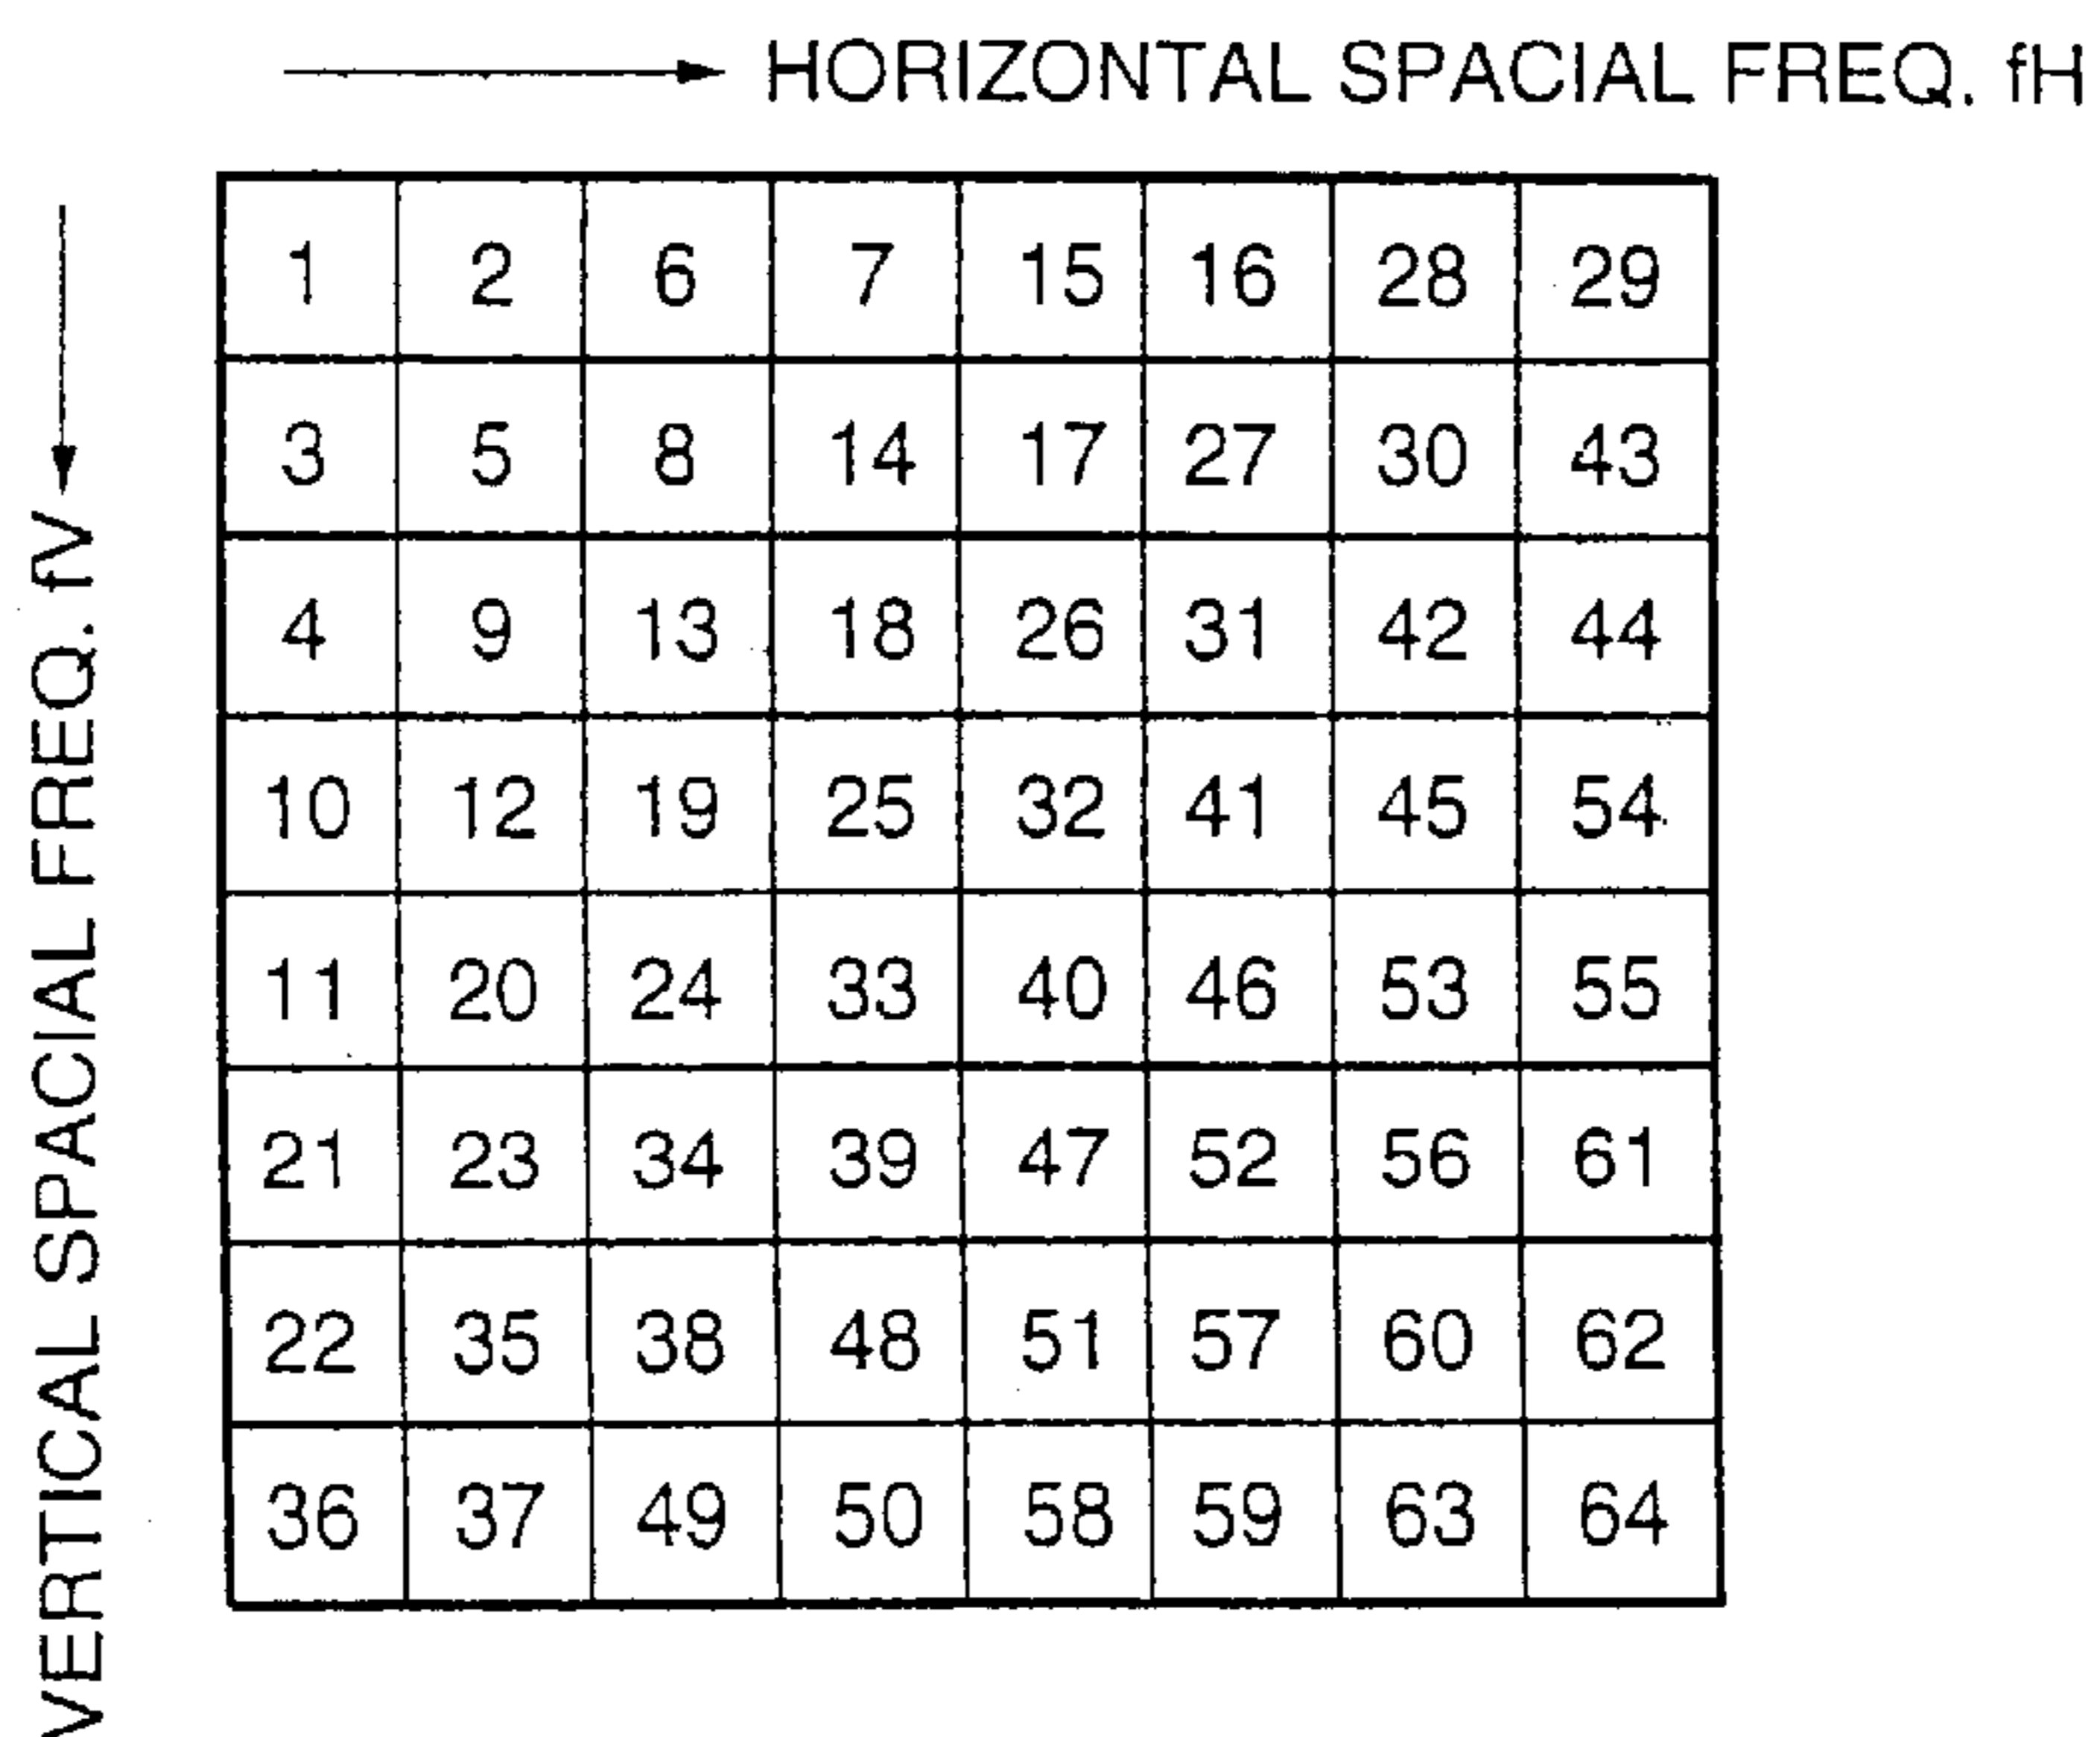 HORIZONTAL SPACIAL FREQ. fH
VERTICAL SPACIAL FREQ. fV
1 2 6 7 15 16 28 29
3 5 8 14 17 27 30 43
4 9 13 18 26 31 42 44
10 12 19 25 32 41 45 54
11 20 24 33 40 46 53 55
21 23 34 39 47 52 56 61
22 35 38 48 51 57 60 62
36 37 49 50 58 59 63 64